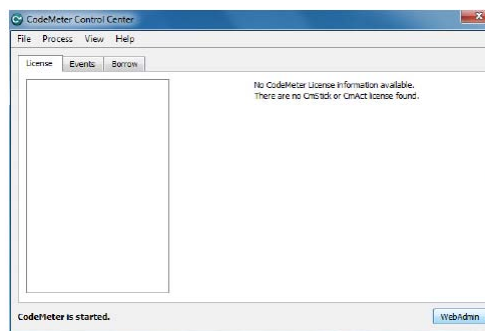 CodeMeter Control Center
File Process View Help
License Events Borrow
No CodeMeter License information available.
There are no CmStick or CmAct license found.
CodeMeter is started.
WebAdmin